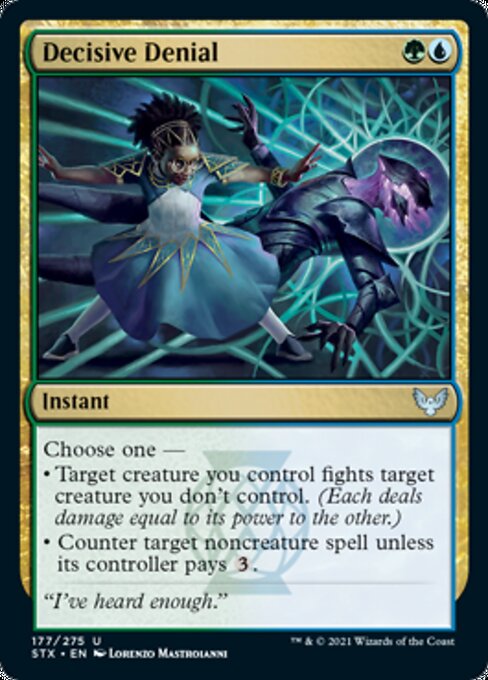 Decisive Denial
Instant
Choose one —
• Target creature you control fights target
creature you don't control. (Each deals
damage equal to its power to the other.)
• Counter target noncreature spell unless
its controller pays 3.
"I've heard enough."
177/275 U
STX • EN Lorenzo Mastroianni
™ & © 2021 Wizards of the Coast